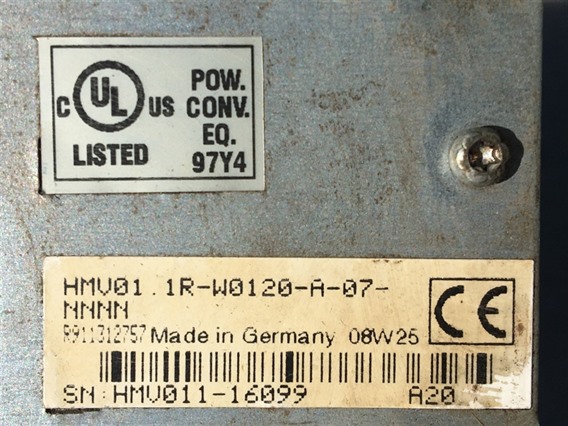 POW.
C UL US CONV.
EQ.
LISTED 97Y4
HMV01.1R-W0120-A-07-
NNNN
R911312757 Made in Germany 08W25
CE
SN:HMV011-16099 A20